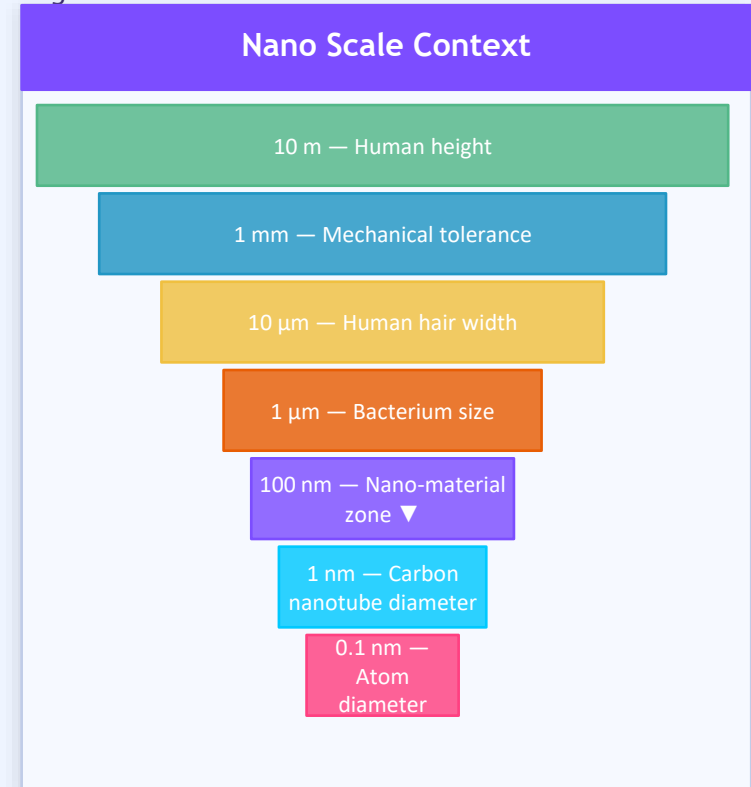 Nano Scale Context
10 m — Human height
1 mm — Mechanical tolerance
10 μm — Human hair width
1 μm — Bacterium size
100 nm — Nano-material
zone ▼
1 nm — Carbon
nanotube diameter
0.1 nm —
Atom
diameter